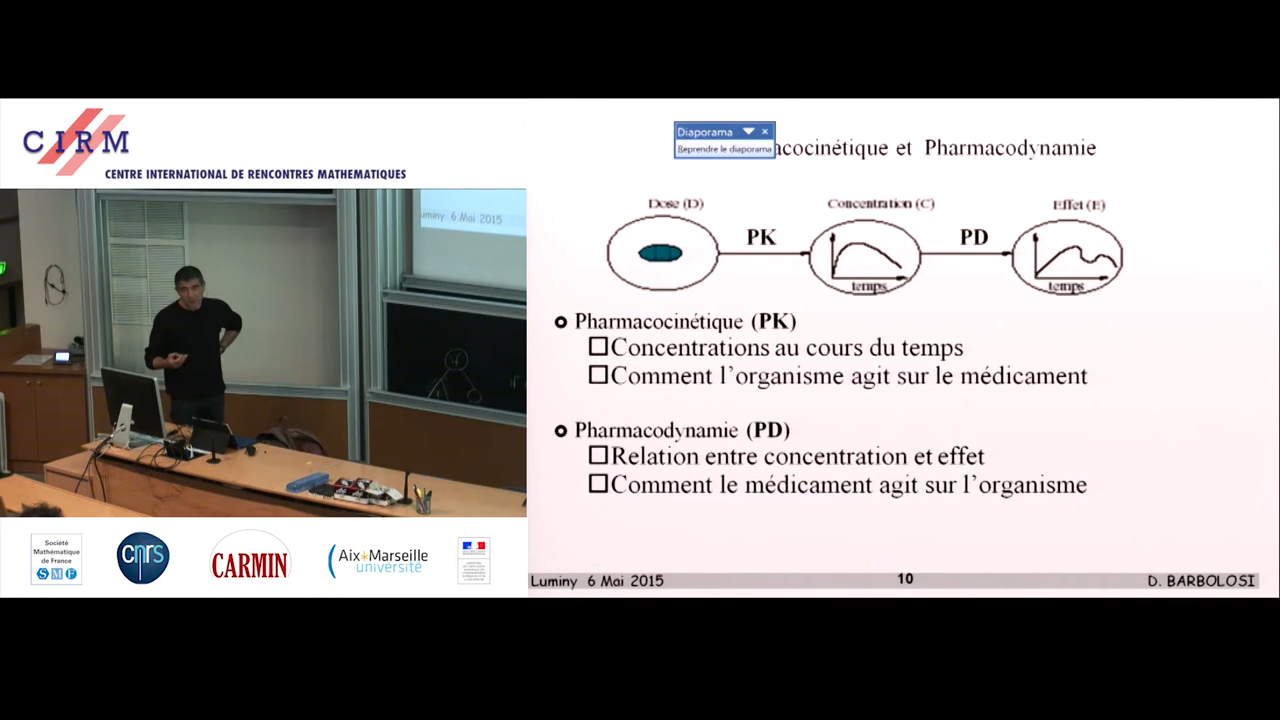 CIRM
CENTRE INTERNATIONAL DE RENCONTRES MATHEMATIQUES
Luminy 6 Mai 2015
Société
Mathématique
de France
SMF
cnrs
CARMIN
Aix*Marseille
université
Diaporama
Reprendre le diaporama
acocinétique et Pharmacodynamie
Dose (D)
Concentration (C)
Effet (E)
PK
PD
temps
temps
Pharmacocinétique (PK)
Concentrations au cours du temps
Comment l'organisme agit sur le médicament
Pharmacodynamie (PD)
Relation entre concentration et effet
Comment le médicament agit sur l'organisme
Luminy 6 Mai 2015
10
D. BARBOLOSI